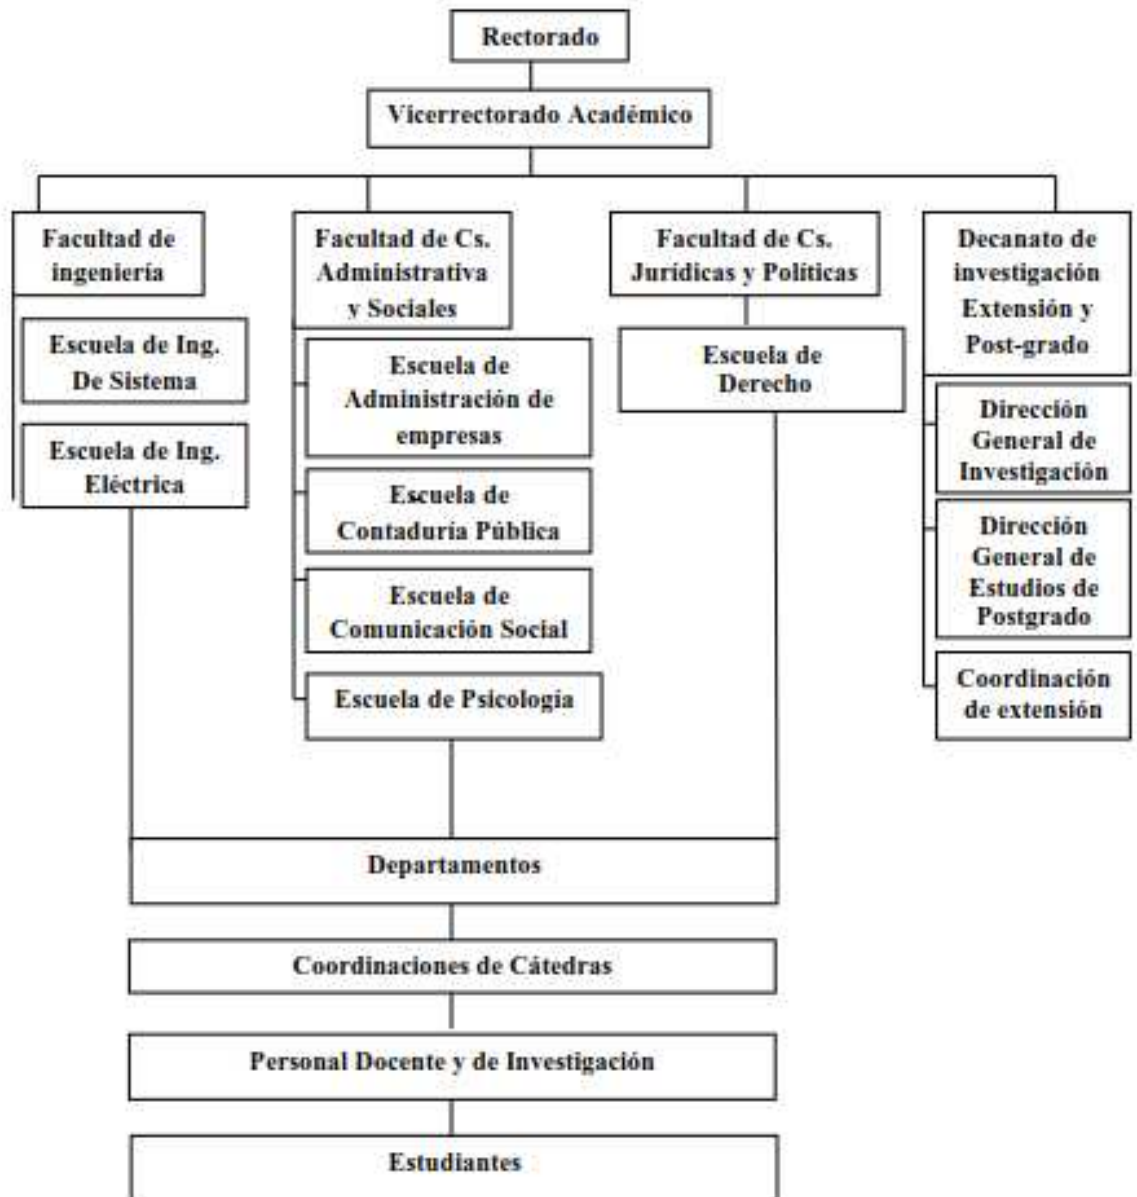 Rectorado
Vicerrectorado Académico
Facultad de
ingeniería
Escuela de Ing.
De Sistema
Escuela de Ing.
Eléctrica
Facultad de Cs.
Administrativa
y Sociales
Escuela de
Administración de
empresas
Escuela de
Contaduría Pública
Escuela de
Comunicación Social
Escuela de Psicología
Facultad de Cs.
Jurídicas y Políticas
Escuela de
Derecho
Decanato de
investigación
Extensión y
Post-grado
Dirección
General de
Investigación
Dirección
General de
Estudios de
Postgrado
Coordinación
de extensión
Departamentos
Coordinaciones de Cátedras
Personal Docente y de Investigación
Estudiantes